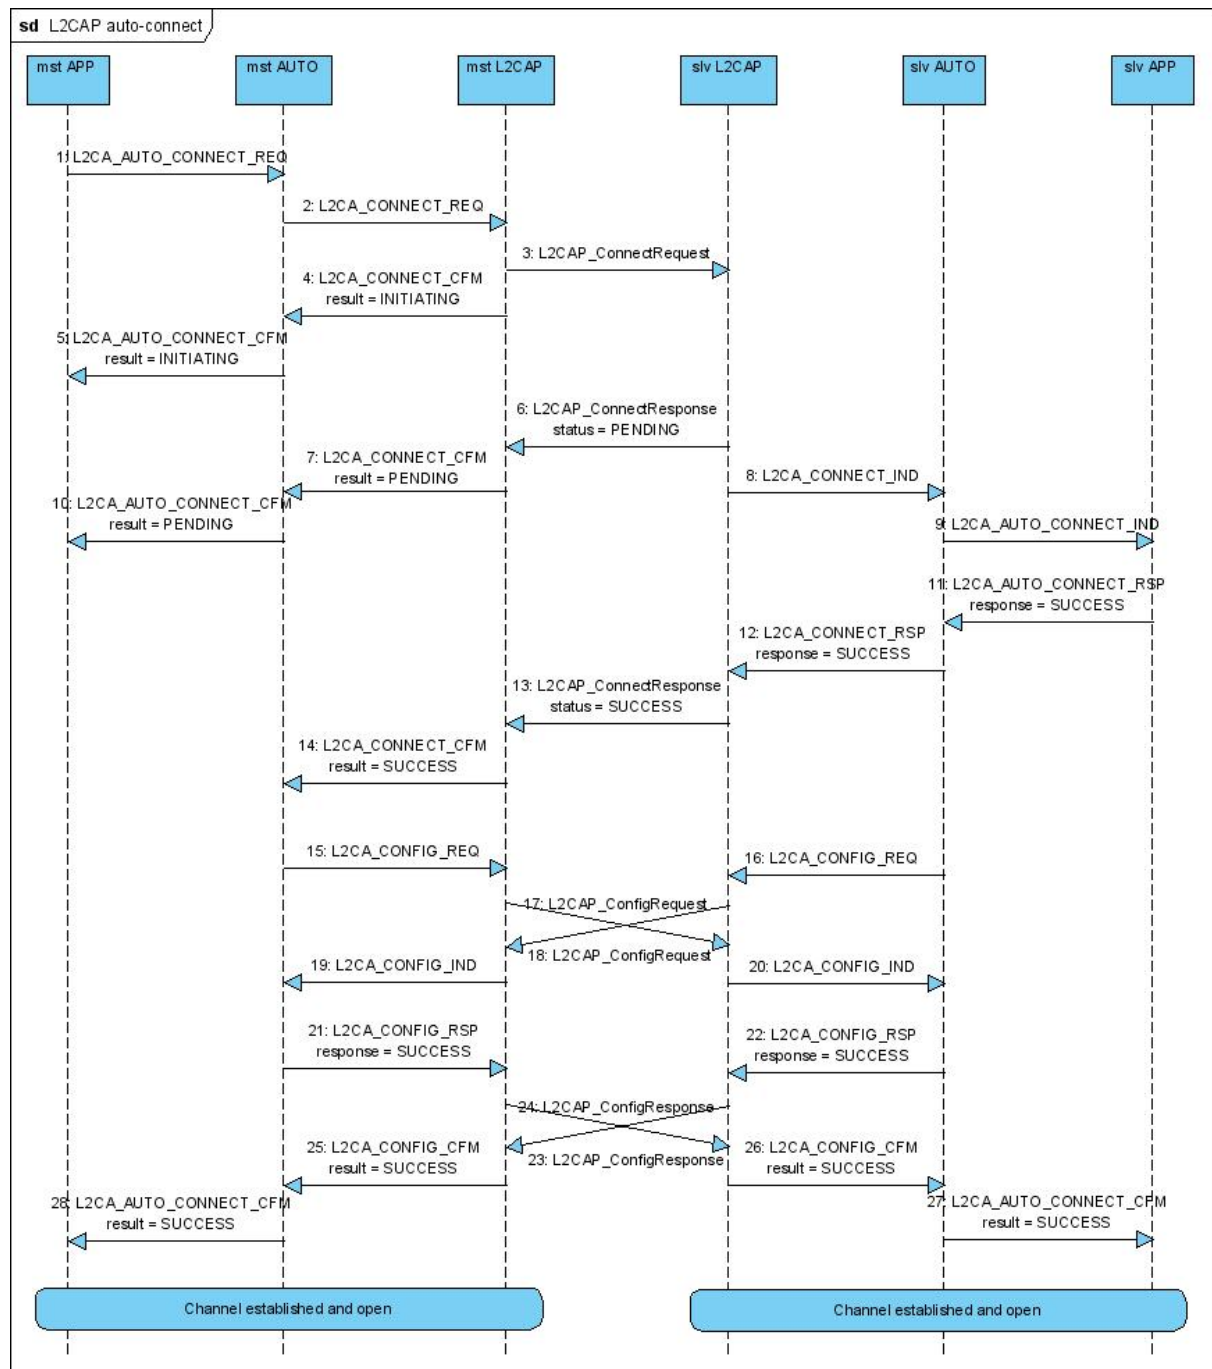 sd L2CAP auto-connect
mst APP
mst AUTO
mst L2CAP
slv L2CAP
slv AUTO
slv APP
1: L2CA_AUTO_CONNECT_REQ
2: L2CA_CONNECT_REQ
3: L2CAP_ConnectRequest
4: L2CA_CONNECT_CFM
result = INITIATING
5: L2CA_AUTO_CONNECT_CFM
result = INITIATING
6: L2CAP_ConnectResponse
status = PENDING
7: L2CA_CONNECT_CFM
result = PENDING
8: L2CA_CONNECT_IND
10: L2CA_AUTO_CONNECT_CFM
result = PENDING
9: L2CA_AUTO_CONNECT_IND
11: L2CA_AUTO_CONNECT_RSP
response = SUCCESS
12: L2CA_CONNECT_RSP
response = SUCCESS
13: L2CAP_ConnectResponse
status = SUCCESS
14: L2CA_CONNECT_CFM
result = SUCCESS
15: L2CA_CONFIG_REQ
16: L2CA_CONFIG_REQ
17: L2CAP_ConfigRequest
18: L2CAP_ConfigRequest
19: L2CA_CONFIG_IND
20: L2CA_CONFIG_IND
21: L2CA_CONFIG_RSP
response = SUCCESS
22: L2CA_CONFIG_RSP
response = SUCCESS
24: L2CAP_ConfigResponse
23: L2CAP_ConfigResponse
25: L2CA_CONFIG_CFM
result = SUCCESS
26: L2CA_CONFIG_CFM
result = SUCCESS
28: L2CA_AUTO_CONNECT_CFM
result = SUCCESS
27: L2CA_AUTO_CONNECT_CFM
result = SUCCESS
Channel established and open
Channel established and open